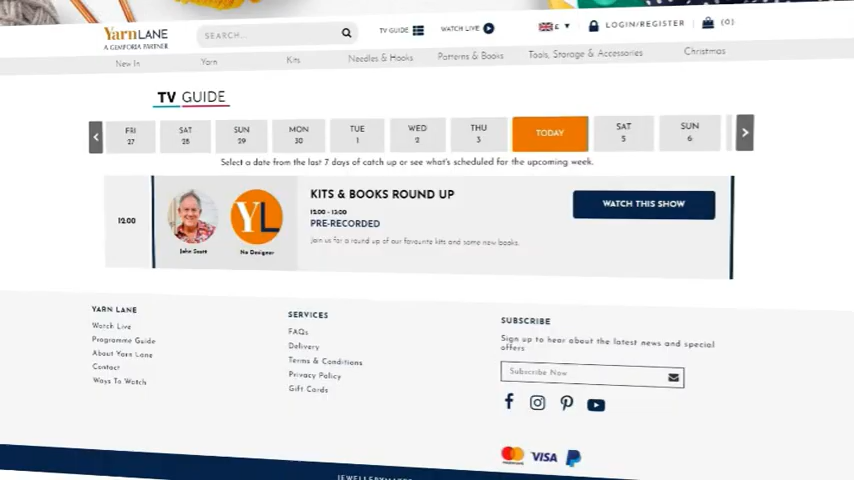 YarnLANE
A GEMPORIA PARTNER
SEARCH...
TV GUIDE
WATCH LIVE
£
LOGIN/REGISTER
(0)
New In
Yarn
Kits
Needles & Hooks
Patterns & Books
Tools, Storage & Accessories
Christmas
TV GUIDE
FRI
27
SAT
28
SUN
29
MON
30
TUE
1
WED
2
THU
3
TODAY
SAT
5
SUN
6
Select a date from the last 7 days of catch up or see what's scheduled for the upcoming week.
12:00
YL
John Scott
No Designer
KITS & BOOKS ROUND UP
12:00 - 13:00
PRE-RECORDED
Join us for a round up of our favourite kits and some new books.
WATCH THIS SHOW
YARN LANE
Watch Live
Programme Guide
About Yarn Lane
Contact
Ways To Watch
SERVICES
FAQs
Delivery
Terms & Conditions
Privacy Policy
Gift Cards
SUBSCRIBE
Sign up to hear about the latest news and special
offers
Subscribe Now
mastercard
VISA